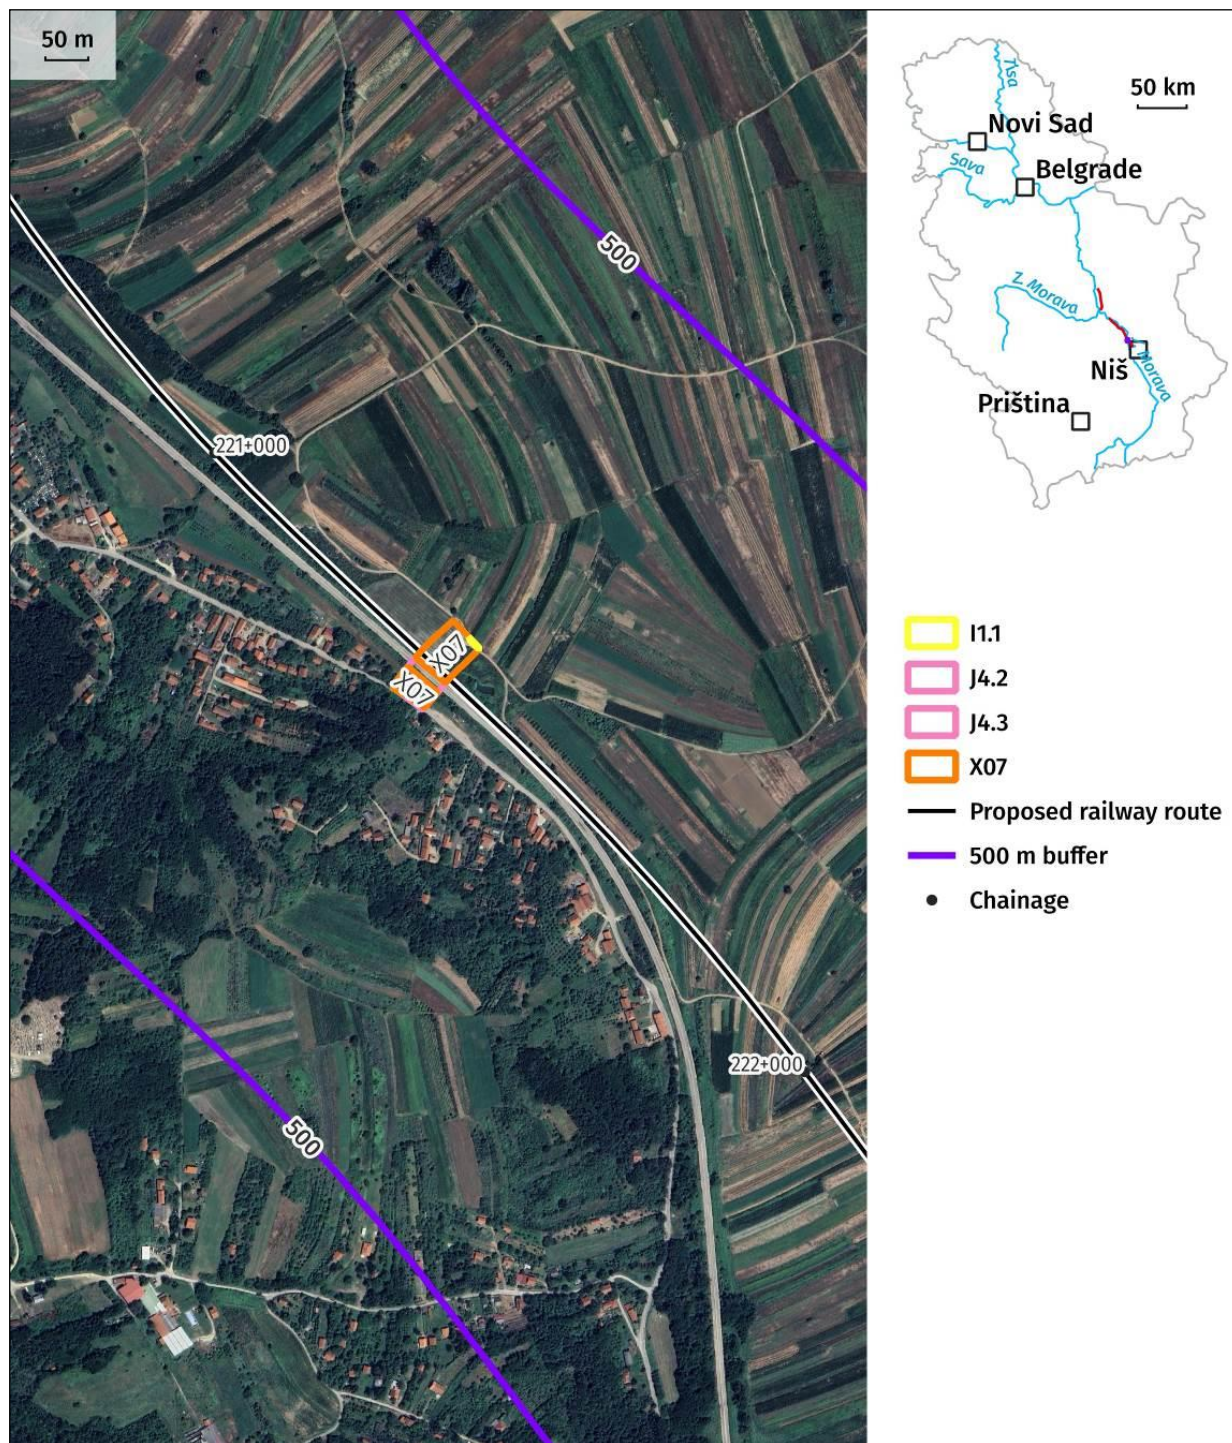 50 m
500
221+000
X07
X07
222+000
500
Tisa
50 km
Novi Sad
Sava
Belgrade
Z. Morava
Niš
Morava
Priština
I1.1
J4.2
J4.3
X07
Proposed railway route
500 m buffer
Chainage